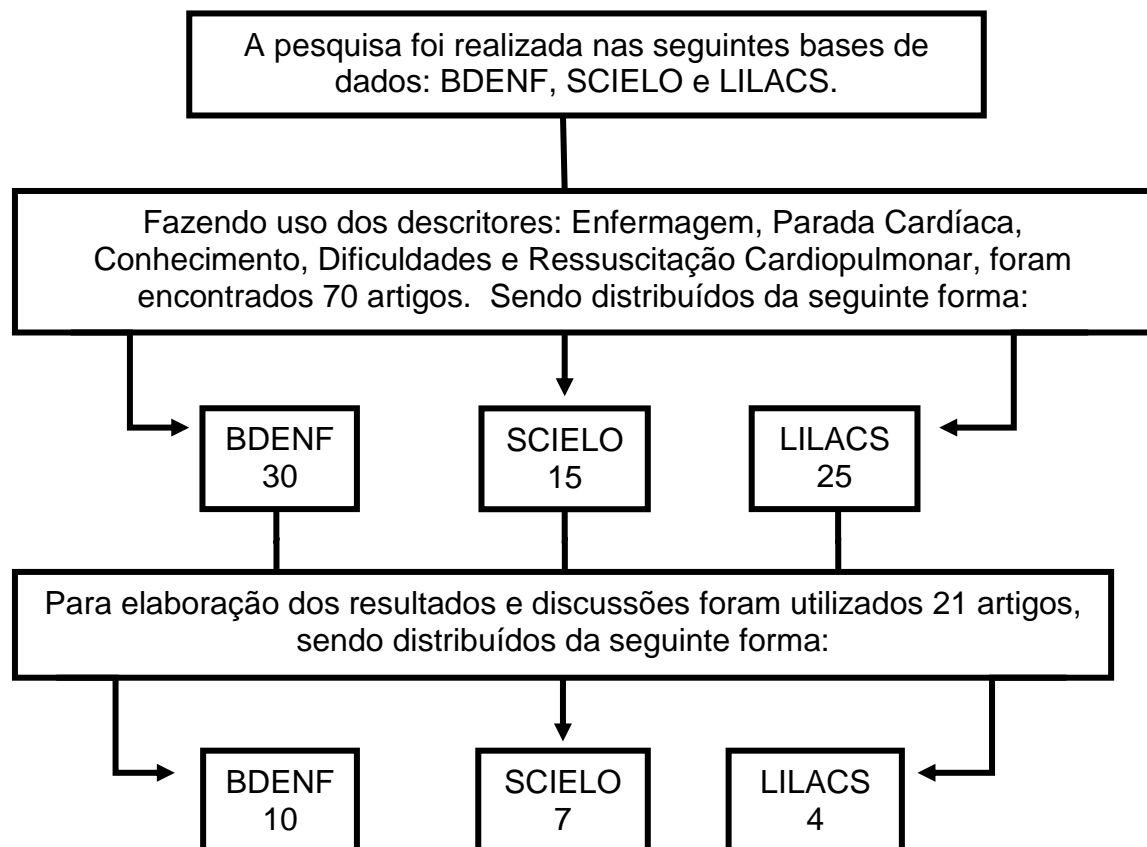 A pesquisa foi realizada nas seguintes bases de
dados: BDENF, SCIELO e LILACS.
Fazendo uso dos descritores: Enfermagem, Parada Cardíaca,
Conhecimento, Dificuldades e Ressuscitação Cardiopulmonar, foram
encontrados 70 artigos.  Sendo distribuídos da seguinte forma:
BDENF
30
SCIELO
15
LILACS
25
Para elaboração dos resultados e discussões foram utilizados 21 artigos,
sendo distribuídos da seguinte forma:
BDENF
10
SCIELO
7
LILACS
4